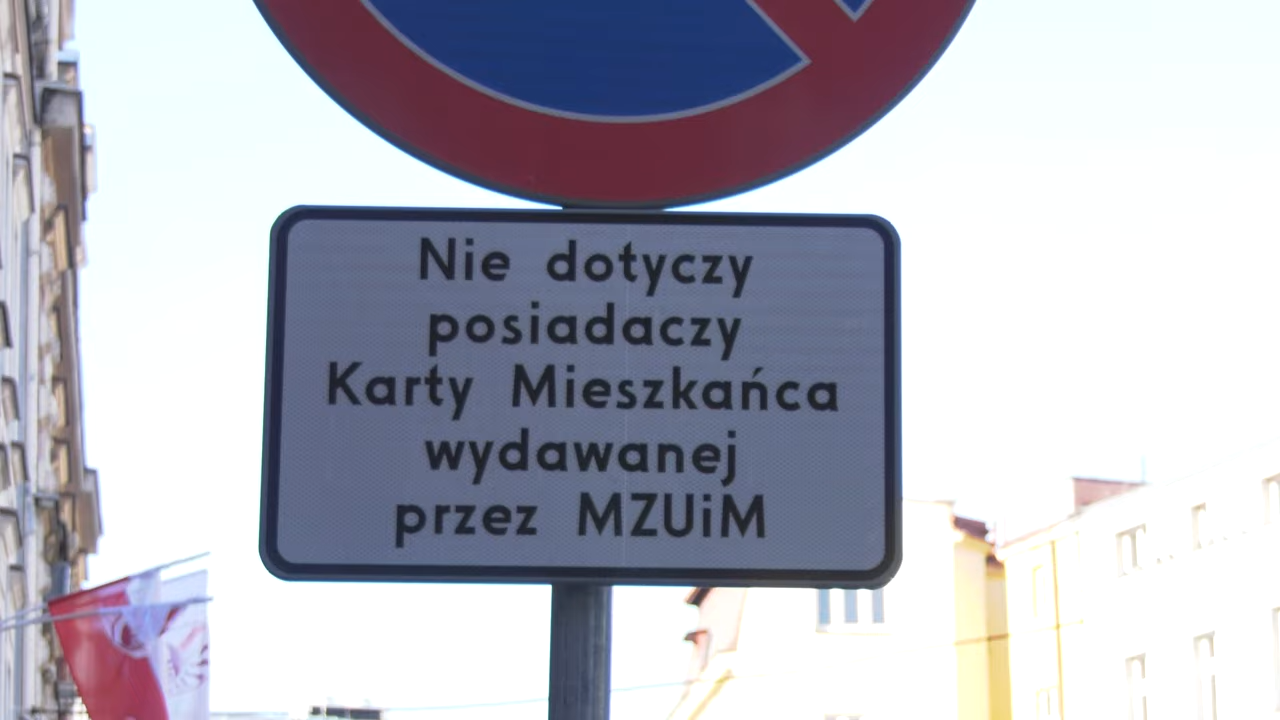 Nie dotyczy
posiadaczy
Karty Mieszkańca
wydawanej
przez MZUiM